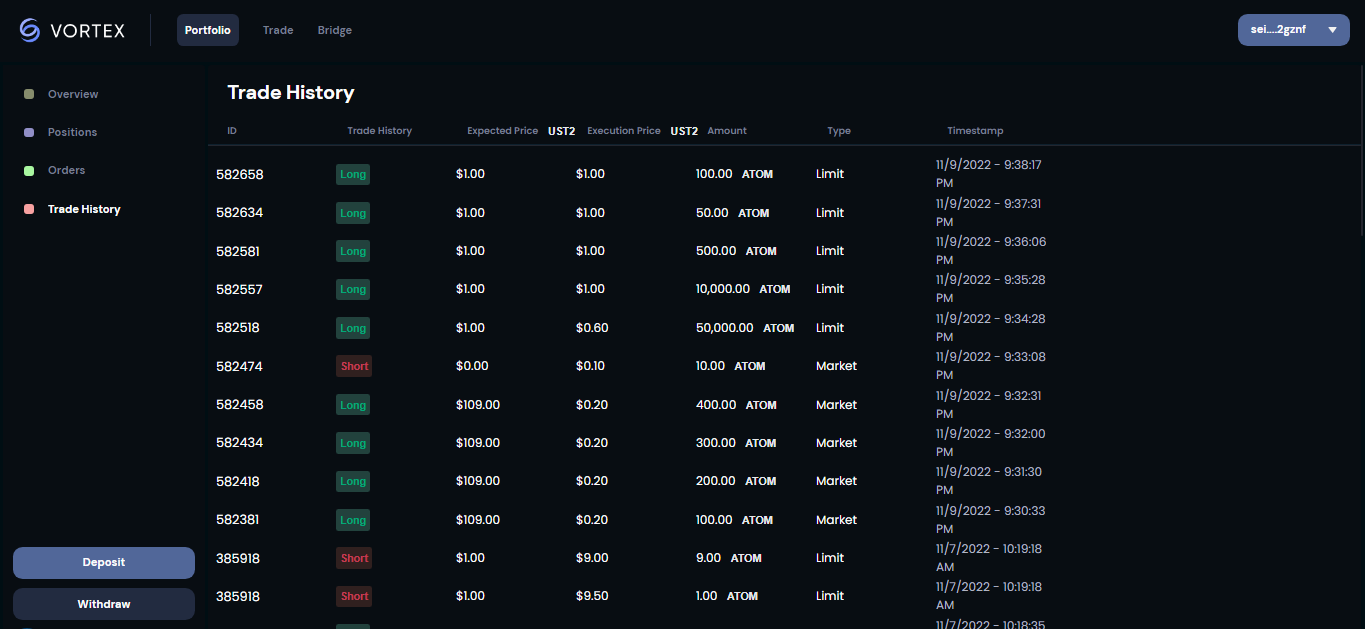 VORTEX Portfolio Trade Bridge sei....2gznf
Overview
Positions
Orders
Trade History
Deposit
Withdraw
Trade History
ID Trade History Expected Price UST2 Execution Price UST2 Amount Type Timestamp
582658 Long $1.00 $1.00 100.00 ATOM Limit 11/9/2022 - 9:38:17 PM
582634 Long $1.00 $1.00 50.00 ATOM Limit 11/9/2022 - 9:37:31 PM
582581 Long $1.00 $1.00 500.00 ATOM Limit 11/9/2022 - 9:36:06 PM
582557 Long $1.00 $1.00 10,000.00 ATOM Limit 11/9/2022 - 9:35:28 PM
582518 Long $1.00 $0.60 50,000.00 ATOM Limit 11/9/2022 - 9:34:28 PM
582474 Short $0.00 $0.10 10.00 ATOM Market 11/9/2022 - 9:33:08 PM
582458 Long $109.00 $0.20 400.00 ATOM Market 11/9/2022 - 9:32:31 PM
582434 Long $109.00 $0.20 300.00 ATOM Market 11/9/2022 - 9:32:00 PM
582418 Long $109.00 $0.20 200.00 ATOM Market 11/9/2022 - 9:31:30 PM
582381 Long $109.00 $0.20 100.00 ATOM Market 11/9/2022 - 9:30:33 PM
385918 Short $1.00 $9.00 9.00 ATOM Limit 11/7/2022 - 10:19:18 AM
385918 Short $1.00 $9.50 1.00 ATOM Limit 11/7/2022 - 10:19:18 AM
11/7/2022 - 10:18:35